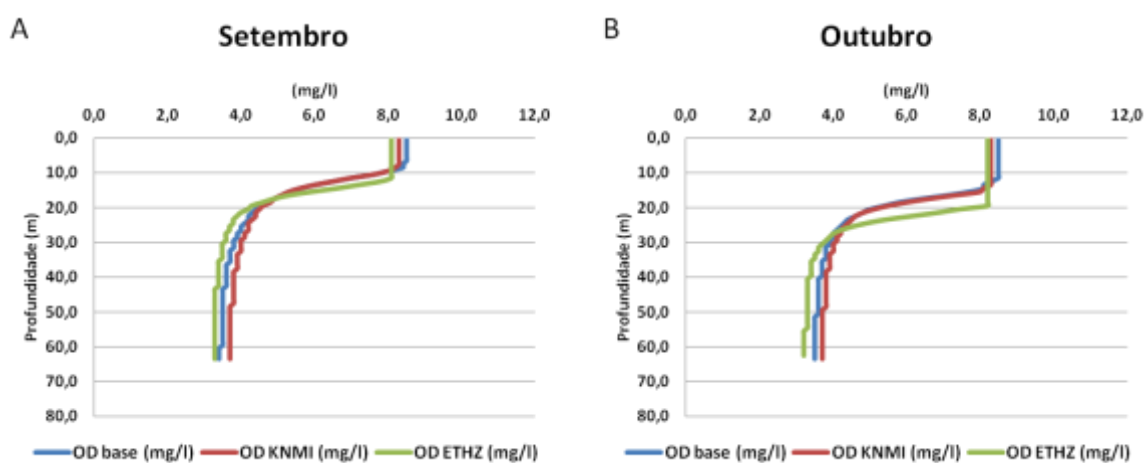 A
Setembro
(mg/l)
0,0 2,0 4,0 6,0 8,0 10,0 12,0
0,0
10,0
20,0
30,0
40,0
50,0
60,0
70,0
80,0
Profundidade (m)
OD base (mg/l) OD KNMI (mg/l) OD ETHZ (mg/l)
B
Outubro
(mg/l)
0,0 2,0 4,0 6,0 8,0 10,0 12,0
0,0
10,0
20,0
30,0
40,0
50,0
60,0
70,0
80,0
Profundidade (m)
OD base (mg/l) OD KNMI (mg/l) OD ETHZ (mg/l)